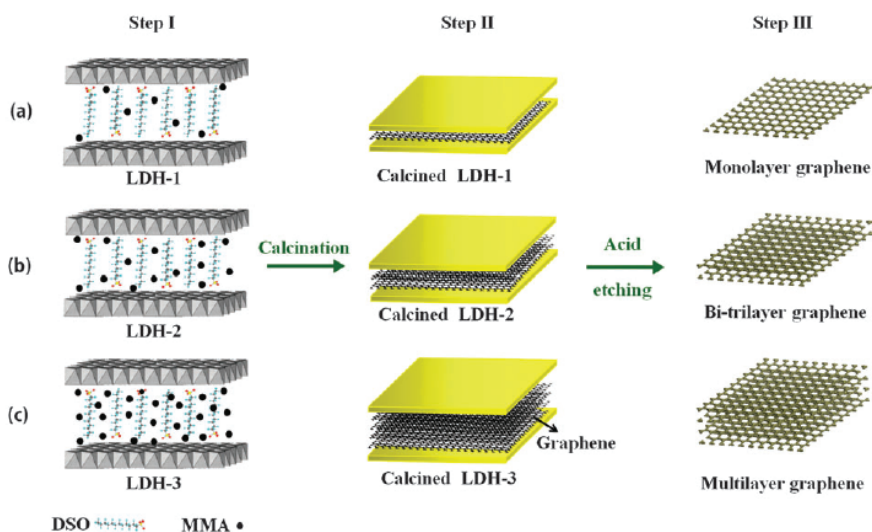 Step I Step II Step III
(a)
LDH-1
Calcined LDH-1
Monolayer graphene
(b)
Calcination
Acid
etching
LDH-2
Calcined LDH-2
Bi-trilayer graphene
(c)
Graphene
LDH-3
Calcined LDH-3
Multilayer graphene
DSO MMA